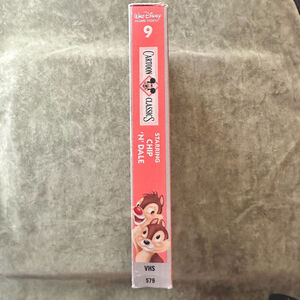 Walt Disney
HOME VIDEO
9
CARTOON
CLASSICS
STARRING
CHIP
'N' DALE
VHS
579